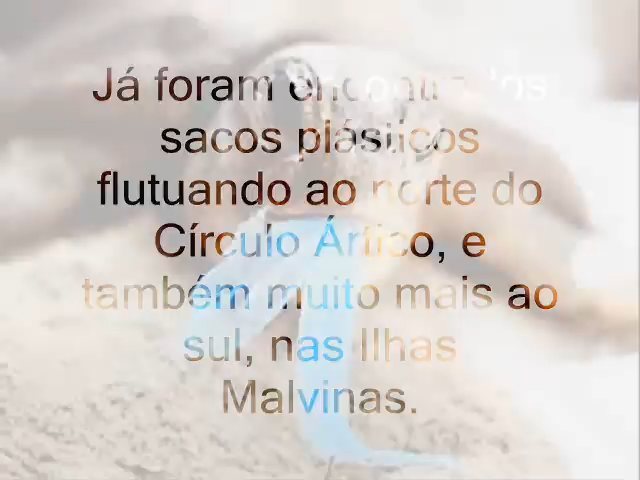 Já foram encontrados
sacos plásticos
flutuando ao norte do
Círculo Ártico, e
também muito mais ao
sul, nas Ilhas
Malvinas.